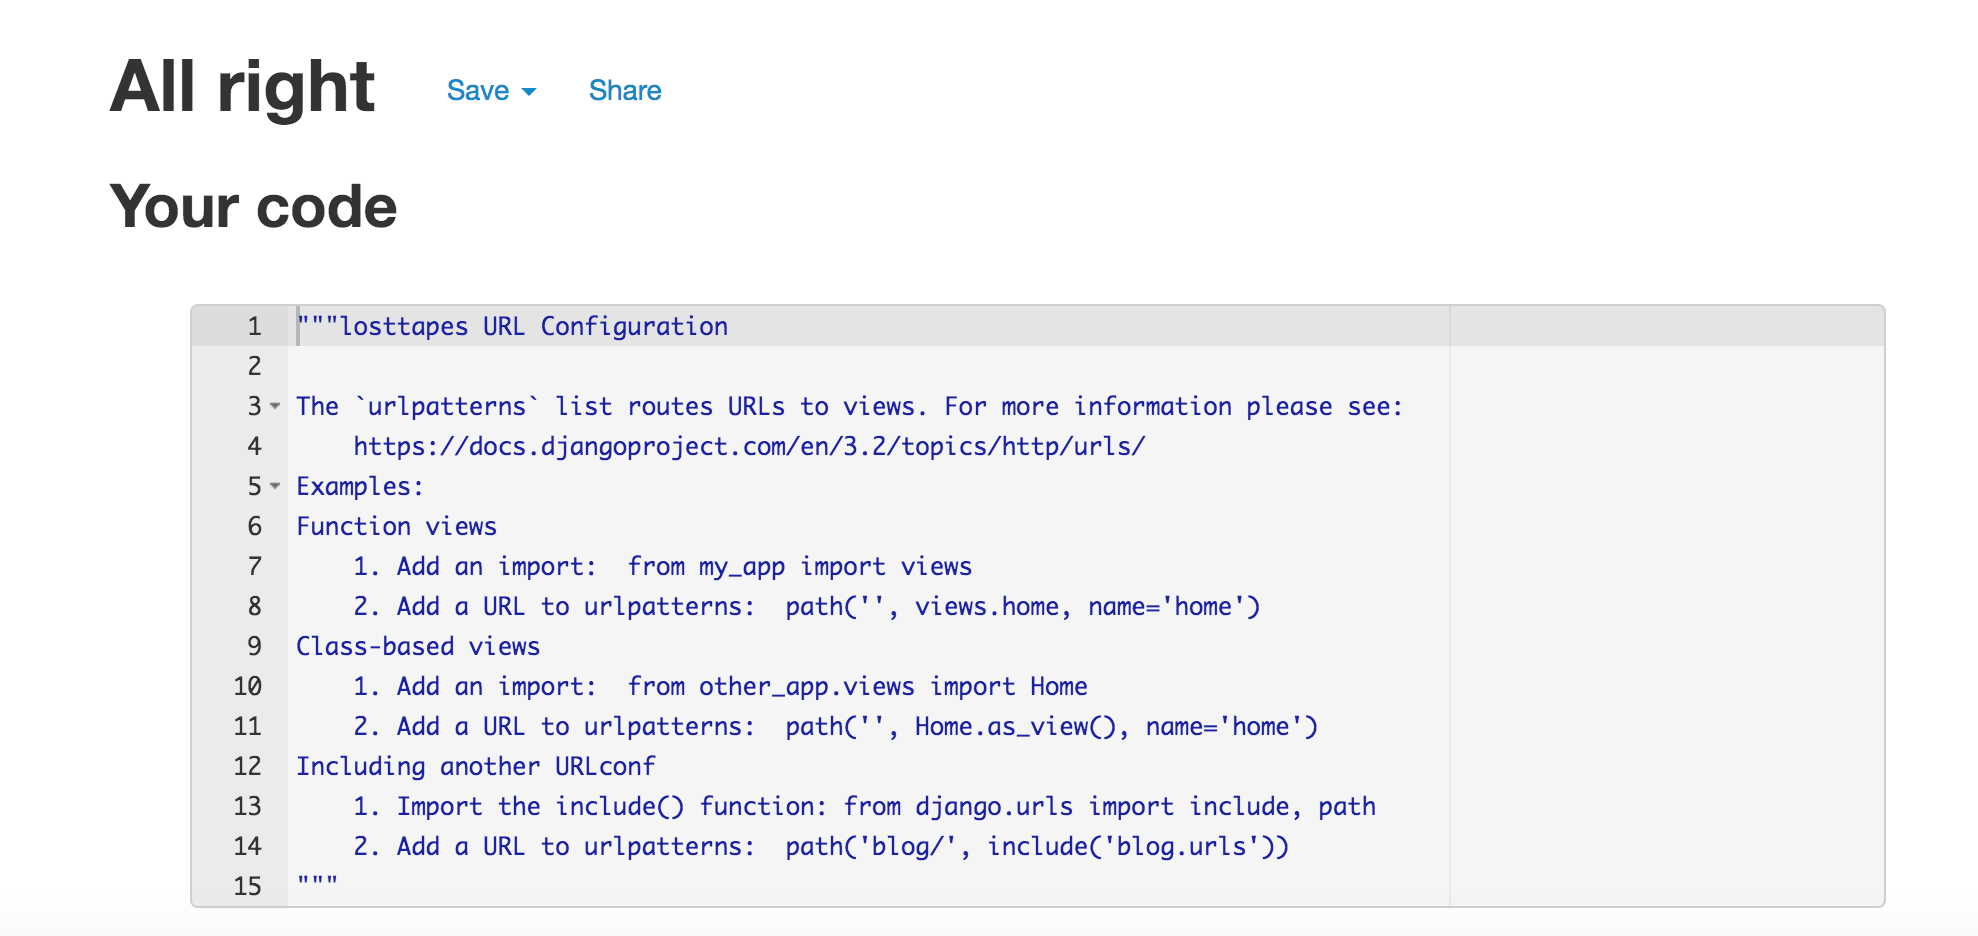 All right Save Share
Your code
1 """losttapes URL Configuration
2
3 The `urlpatterns` list routes URLs to views. For more information please see:
4     https://docs.djangoproject.com/en/3.2/topics/http/urls/
5 Examples:
6 Function views
7     1. Add an import:  from my_app import views
8     2. Add a URL to urlpatterns:  path('', views.home, name='home')
9 Class-based views
10     1. Add an import:  from other_app.views import Home
11     2. Add a URL to urlpatterns:  path('', Home.as_view(), name='home')
12 Including another URLconf
13     1. Import the include() function: from django.urls import include, path
14     2. Add a URL to urlpatterns:  path('blog/', include('blog.urls'))
15 """